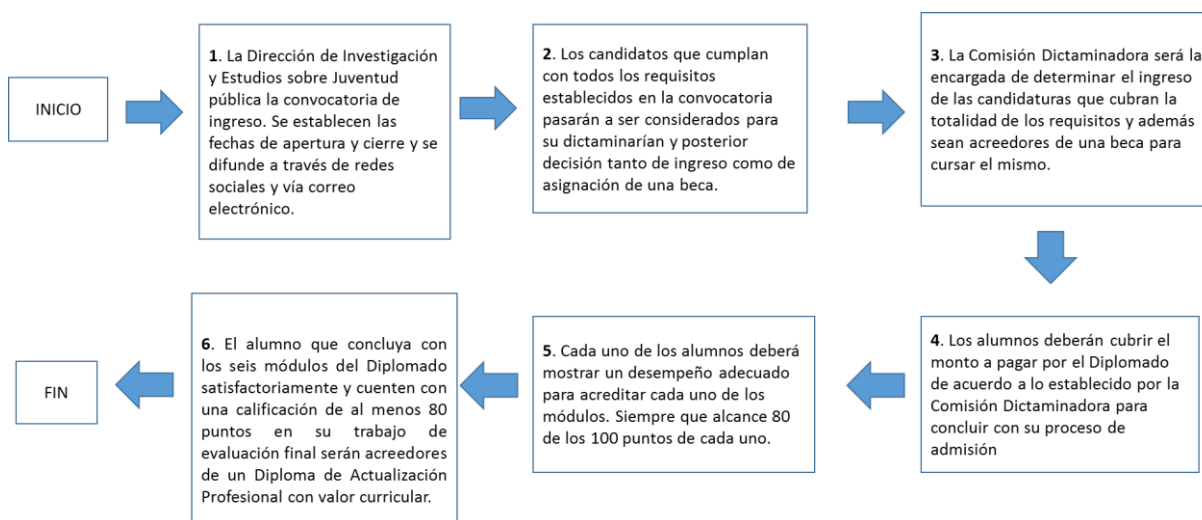 INICIO
1. La Dirección de Investigación
y Estudios sobre Juventud
pública la convocatoria de
ingreso. Se establecen las
fechas de apertura y cierre y se
difunde a través de redes
sociales y vía correo
electrónico.
2. Los candidatos que cumplan
con todos los requisitos
establecidos en la convocatoria
pasarán a ser considerados para
su dictaminarían y posterior
decisión tanto de ingreso como de
asignación de una beca.
3. La Comisión Dictaminadora será la
encargada de determinar el ingreso
de las candidaturas que cubran la
totalidad de los requisitos y además
sean acreedores de una beca para
cursar el mismo.
4. Los alumnos deberán cubrir el
monto a pagar por el Diplomado
de acuerdo a lo establecido por la
Comisión Dictaminadora para
concluir con su proceso de
admisión
5. Cada uno de los alumnos deberá
mostrar un desempeño adecuado
para acreditar cada uno de los
módulos. Siempre que alcance 80
de los 100 puntos de cada uno.
6. El alumno que concluya con
los seis módulos del Diplomado
satisfactoriamente y cuenten con
una calificación de al menos 80
puntos en su trabajo de
evaluación final serán acreedores
de un Diploma de Actualización
Profesional con valor curricular.
FIN